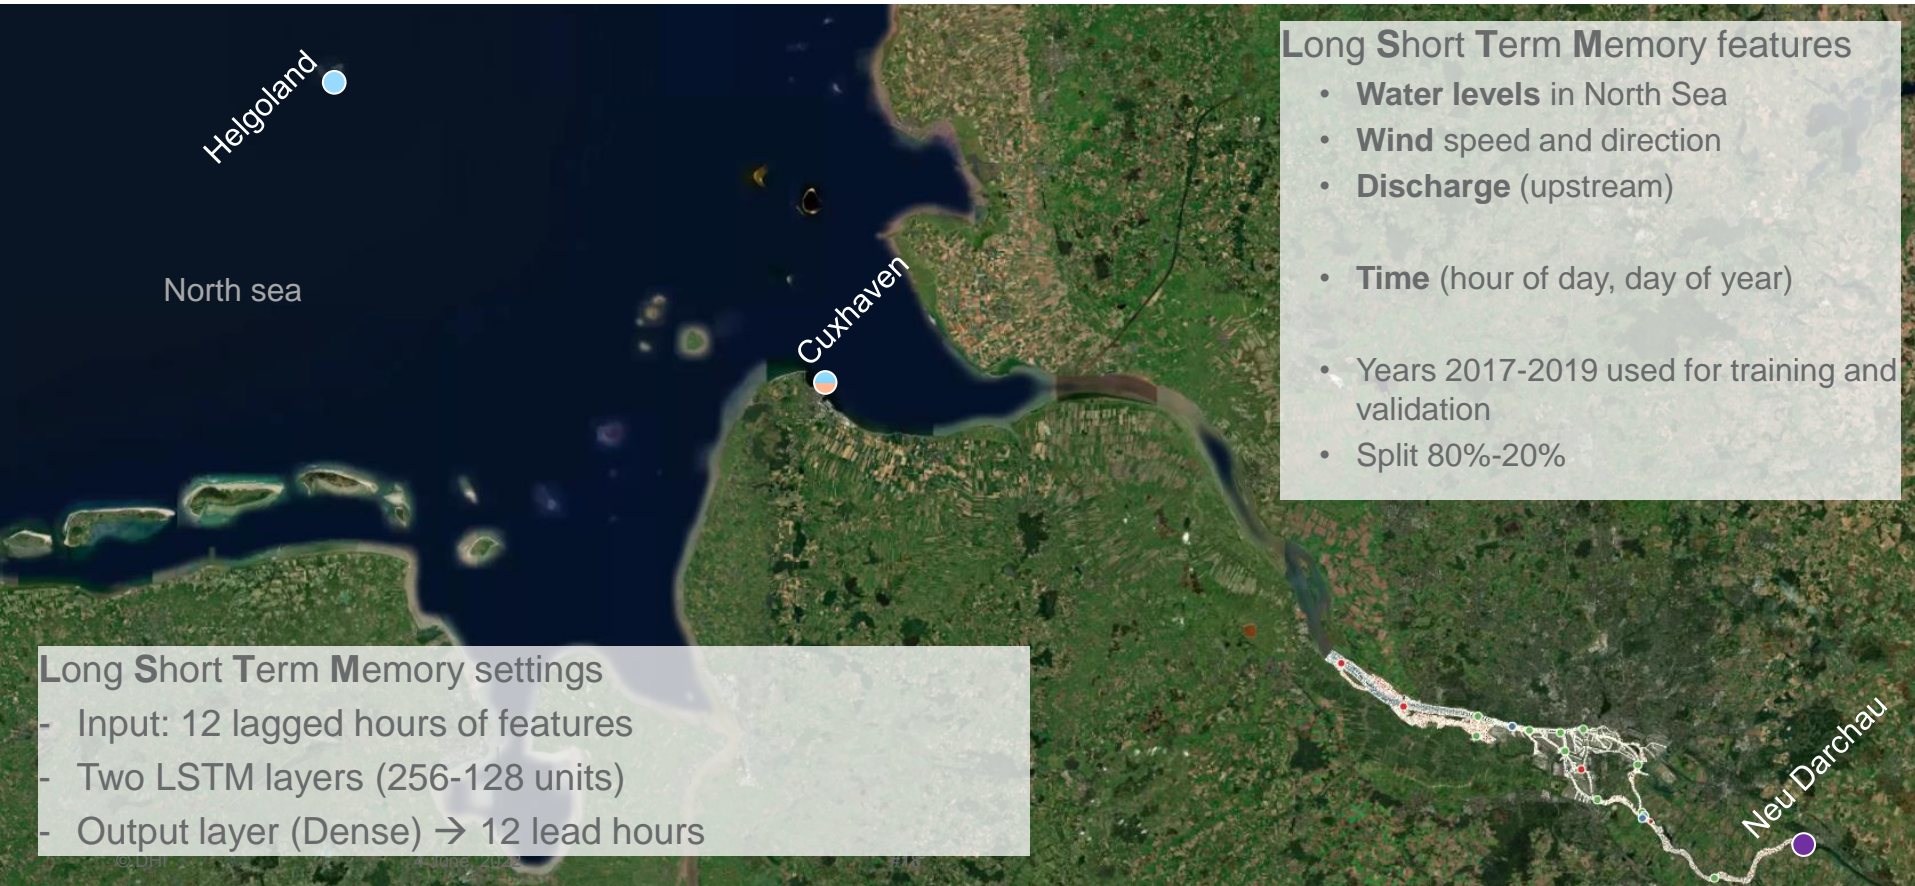 Helgoland
North sea
Cuxhaven
Neu Darchau
Long Short Term Memory features
• Water levels in North Sea
• Wind speed and direction
• Discharge (upstream)
• Time (hour of day, day of year)
• Years 2017-2019 used for training and
validation
• Split 80%-20%
Long Short Term Memory settings
- Input: 12 lagged hours of features
- Two LSTM layers (256-128 units)
- Output layer (Dense) → 12 lead hours
© DHI